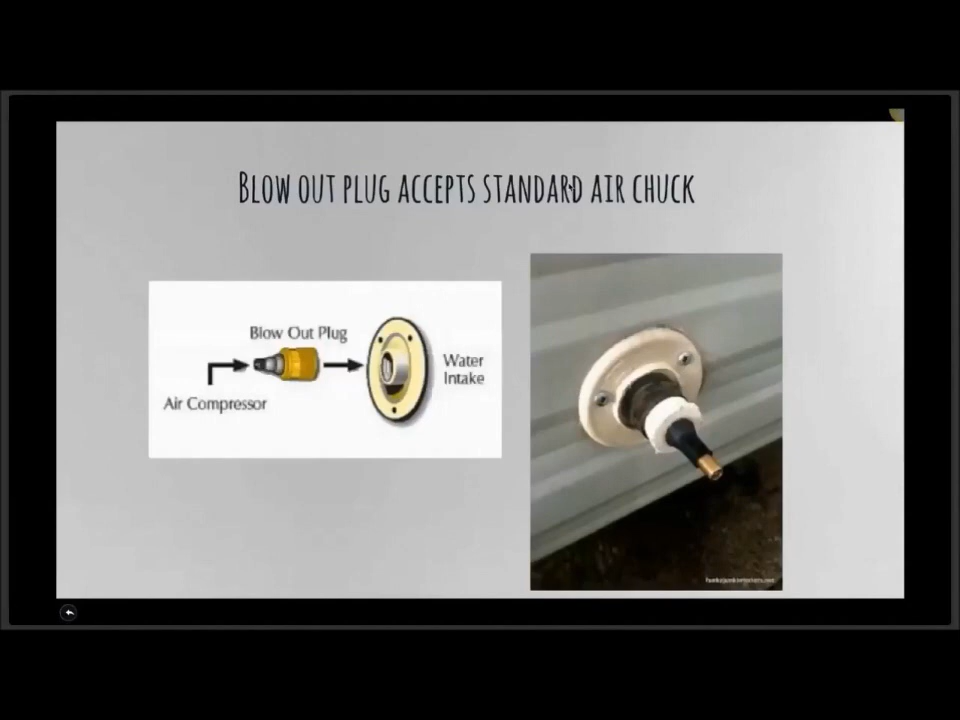 Blow out plug accepts standard air chuck
Blow Out Plug
Water
Intake
Air Compressor